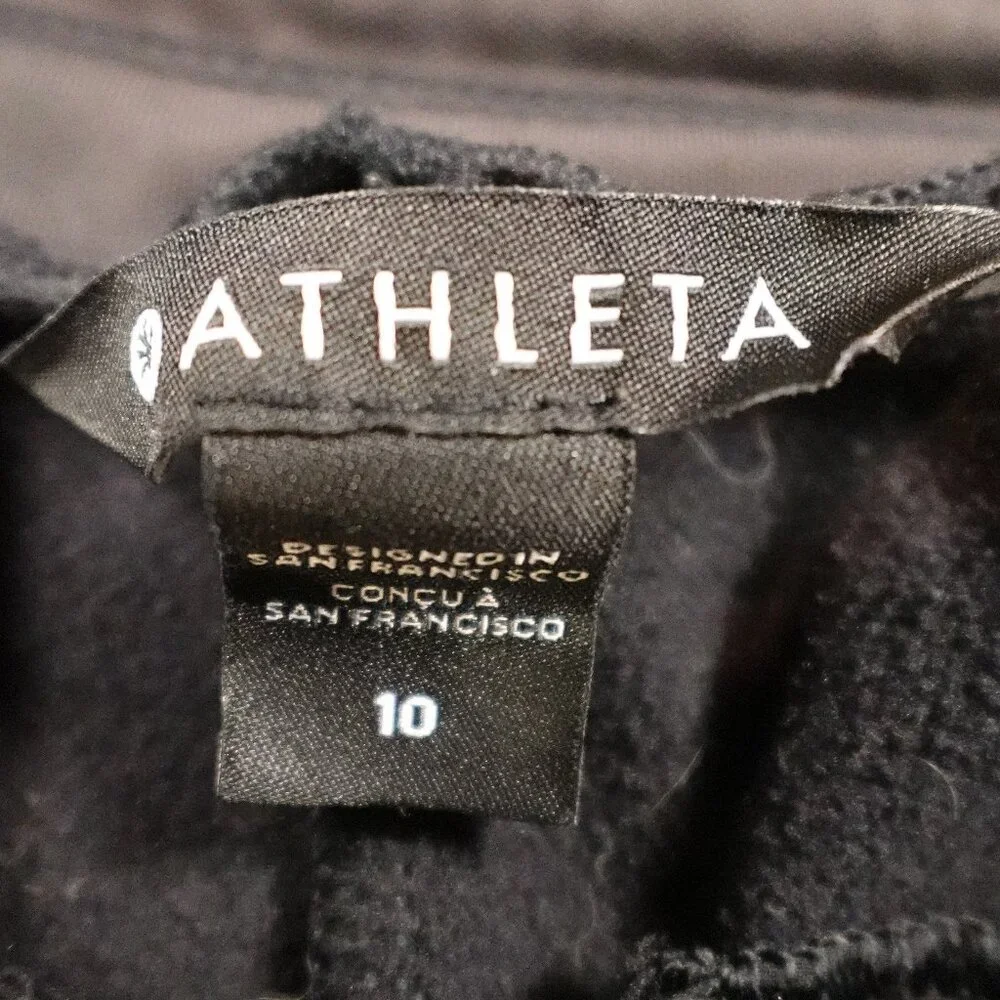 ATHLETA
DESIGNED IN
SAN FRANCISCO
CONÇU À
SAN FRANCISCO
10